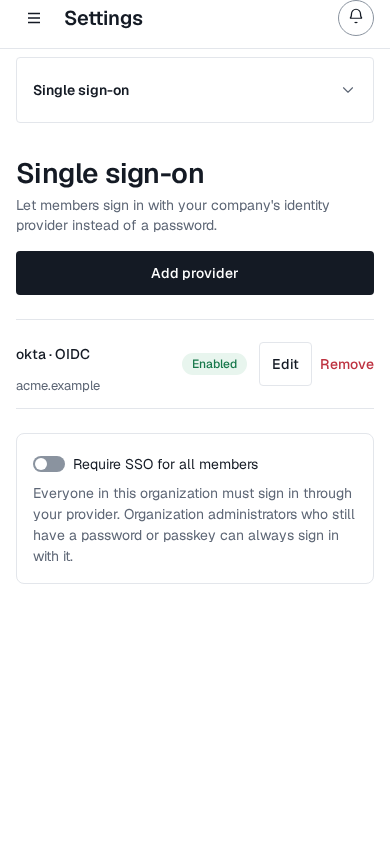 Settings
Single sign-on
Single sign-on
Let members sign in with your company's identity
provider instead of a password.
Add provider
okta · OIDC
acme.example
Enabled
Edit
Remove
Require SSO for all members
Everyone in this organization must sign in through
your provider. Organization administrators who still
have a password or passkey can always sign in
with it.